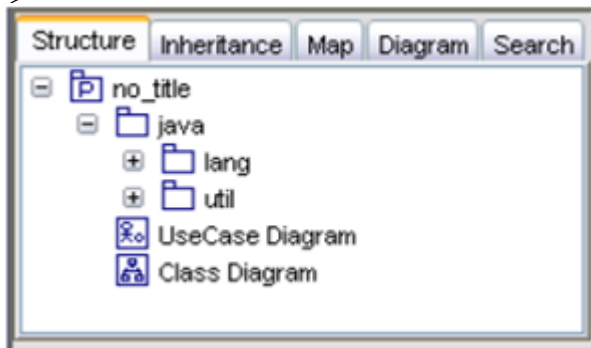 Structure Inheritance Map Diagram Search
P no_title
java
lang
util
UseCase Diagram
Class Diagram